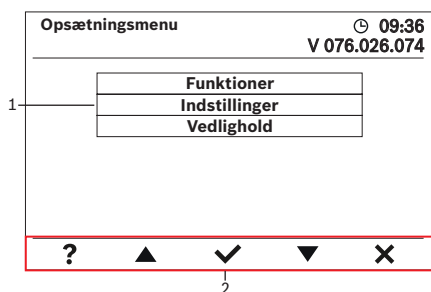 Opsætningsmenu 09:36
V 076.026.074
Funktioner
1 Indstillinger
Vedlighold
?
2